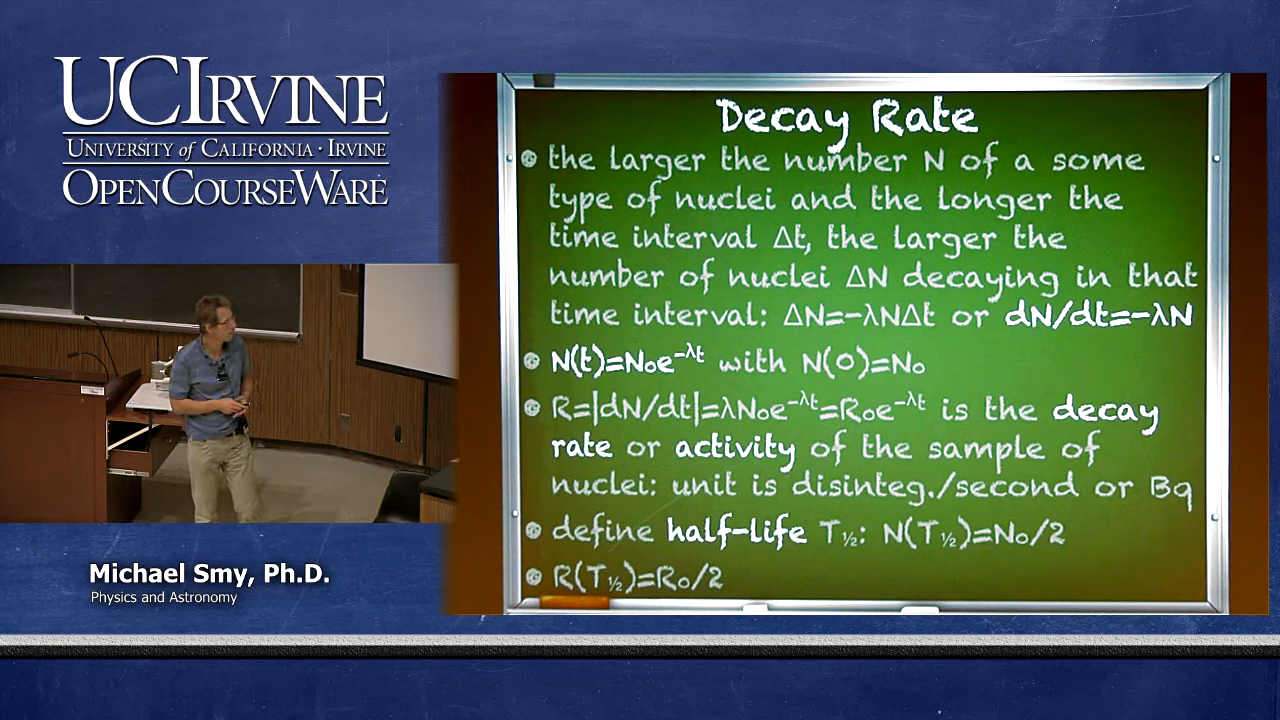 UCIRVINE
UNIVERSITY of CALIFORNIA · IRVINE
OPENCOURSEWARE
Decay Rate
the larger the number N of a some
type of nuclei and the longer the
time interval Δt, the larger the
number of nuclei ΔN decaying in that
time interval: ΔN=-λNΔt or dN/dt=-λN
N(t)=N₀e⁻λᵗ with N(0)=N₀
R=|dN/dt|=λN₀e⁻λᵗ=R₀e⁻λᵗ is the decay
rate or activity of the sample of
nuclei: unit is disinteg./second or Bq
define half-life T½: N(T½)=N₀/2
R(T½)=R₀/2
Michael Smy, Ph.D.
Physics and Astronomy